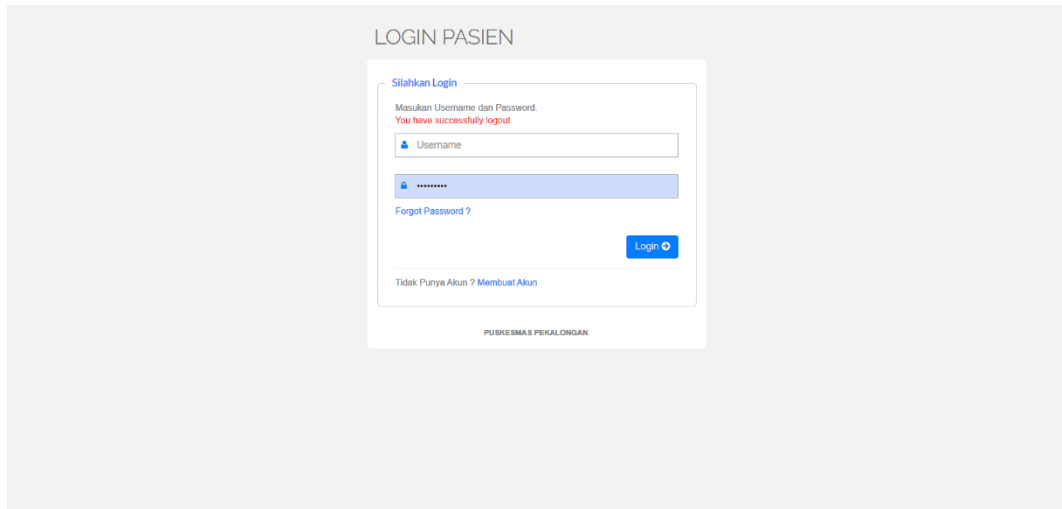 LOGIN PASIEN
Silahkan Login
Masukan Username dan Password.
You have successfully logout
Username
•••••••••
Forgot Password ?
Login
Tidak Punya Akun ? Membuat Akun
PUSKESMAS PEKALONGAN.